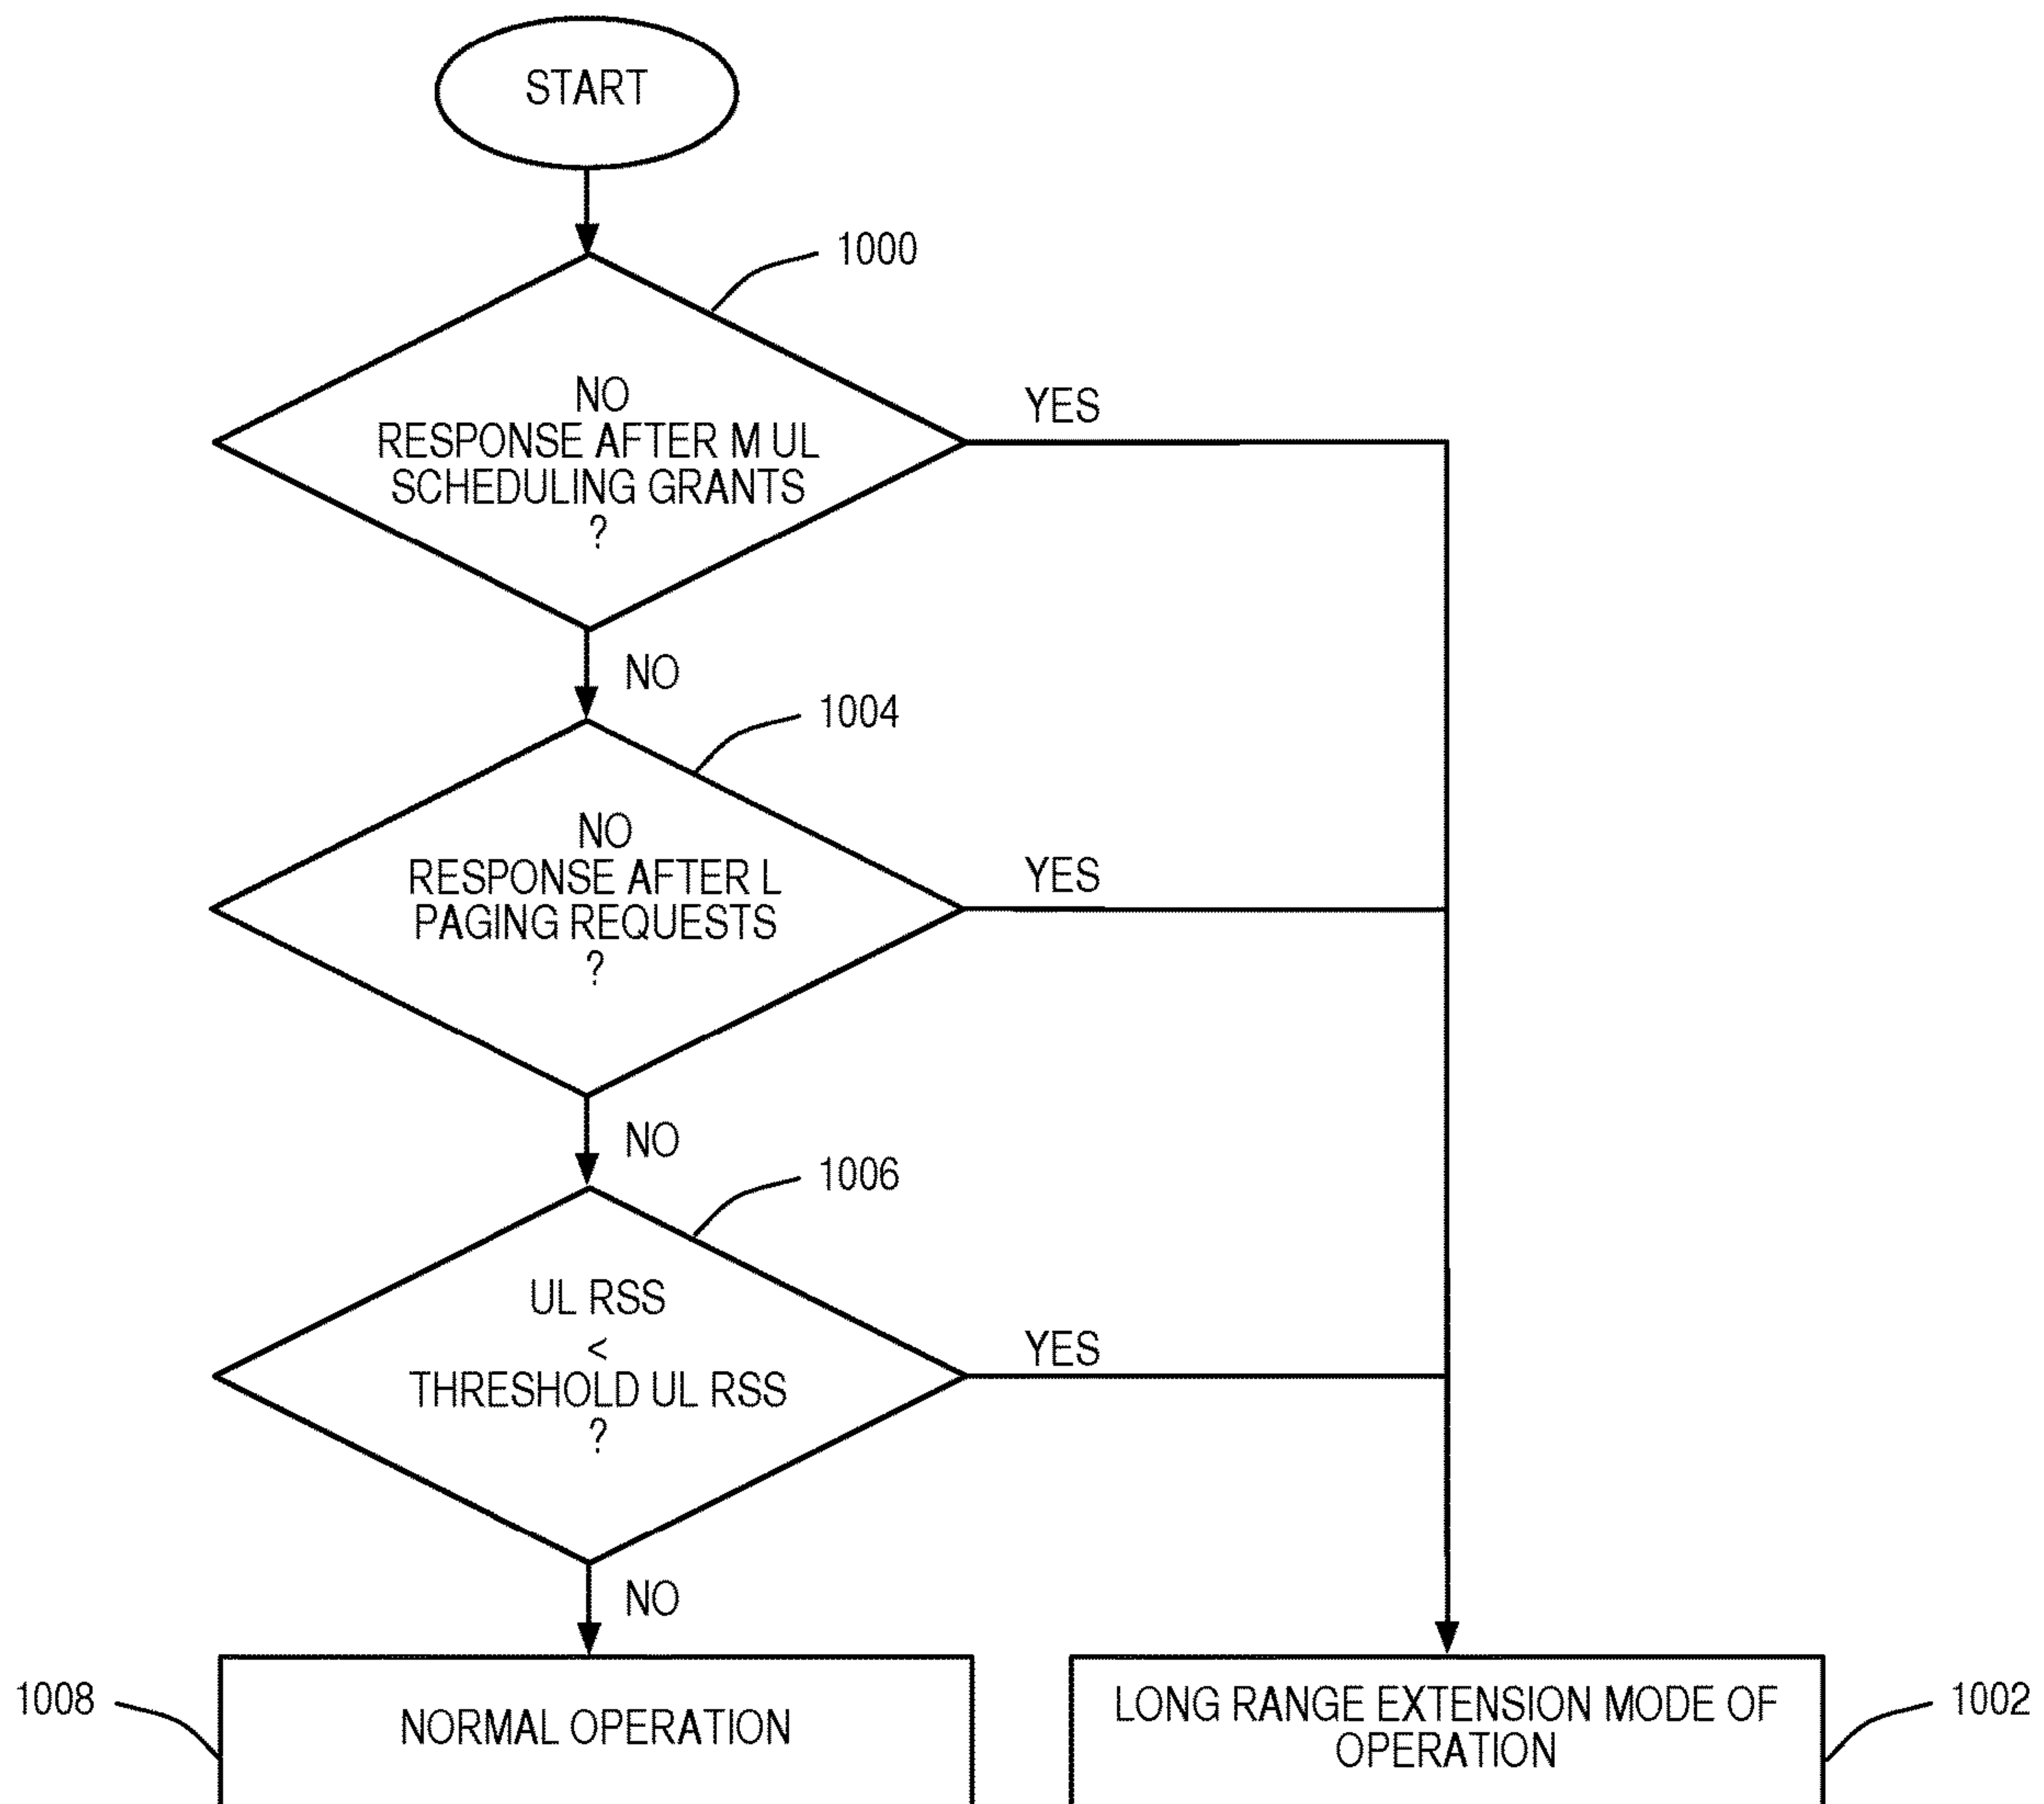 START
1000
NO
RESPONSE AFTER M UL
SCHEDULING GRANTS
?
YES
NO
1004
NO
RESPONSE AFTER L
PAGING REQUESTS
?
YES
NO
1006
UL RSS
<
THRESHOLD UL RSS
?
YES
NO
1008
NORMAL OPERATION
LONG RANGE EXTENSION MODE OF
OPERATION
1002